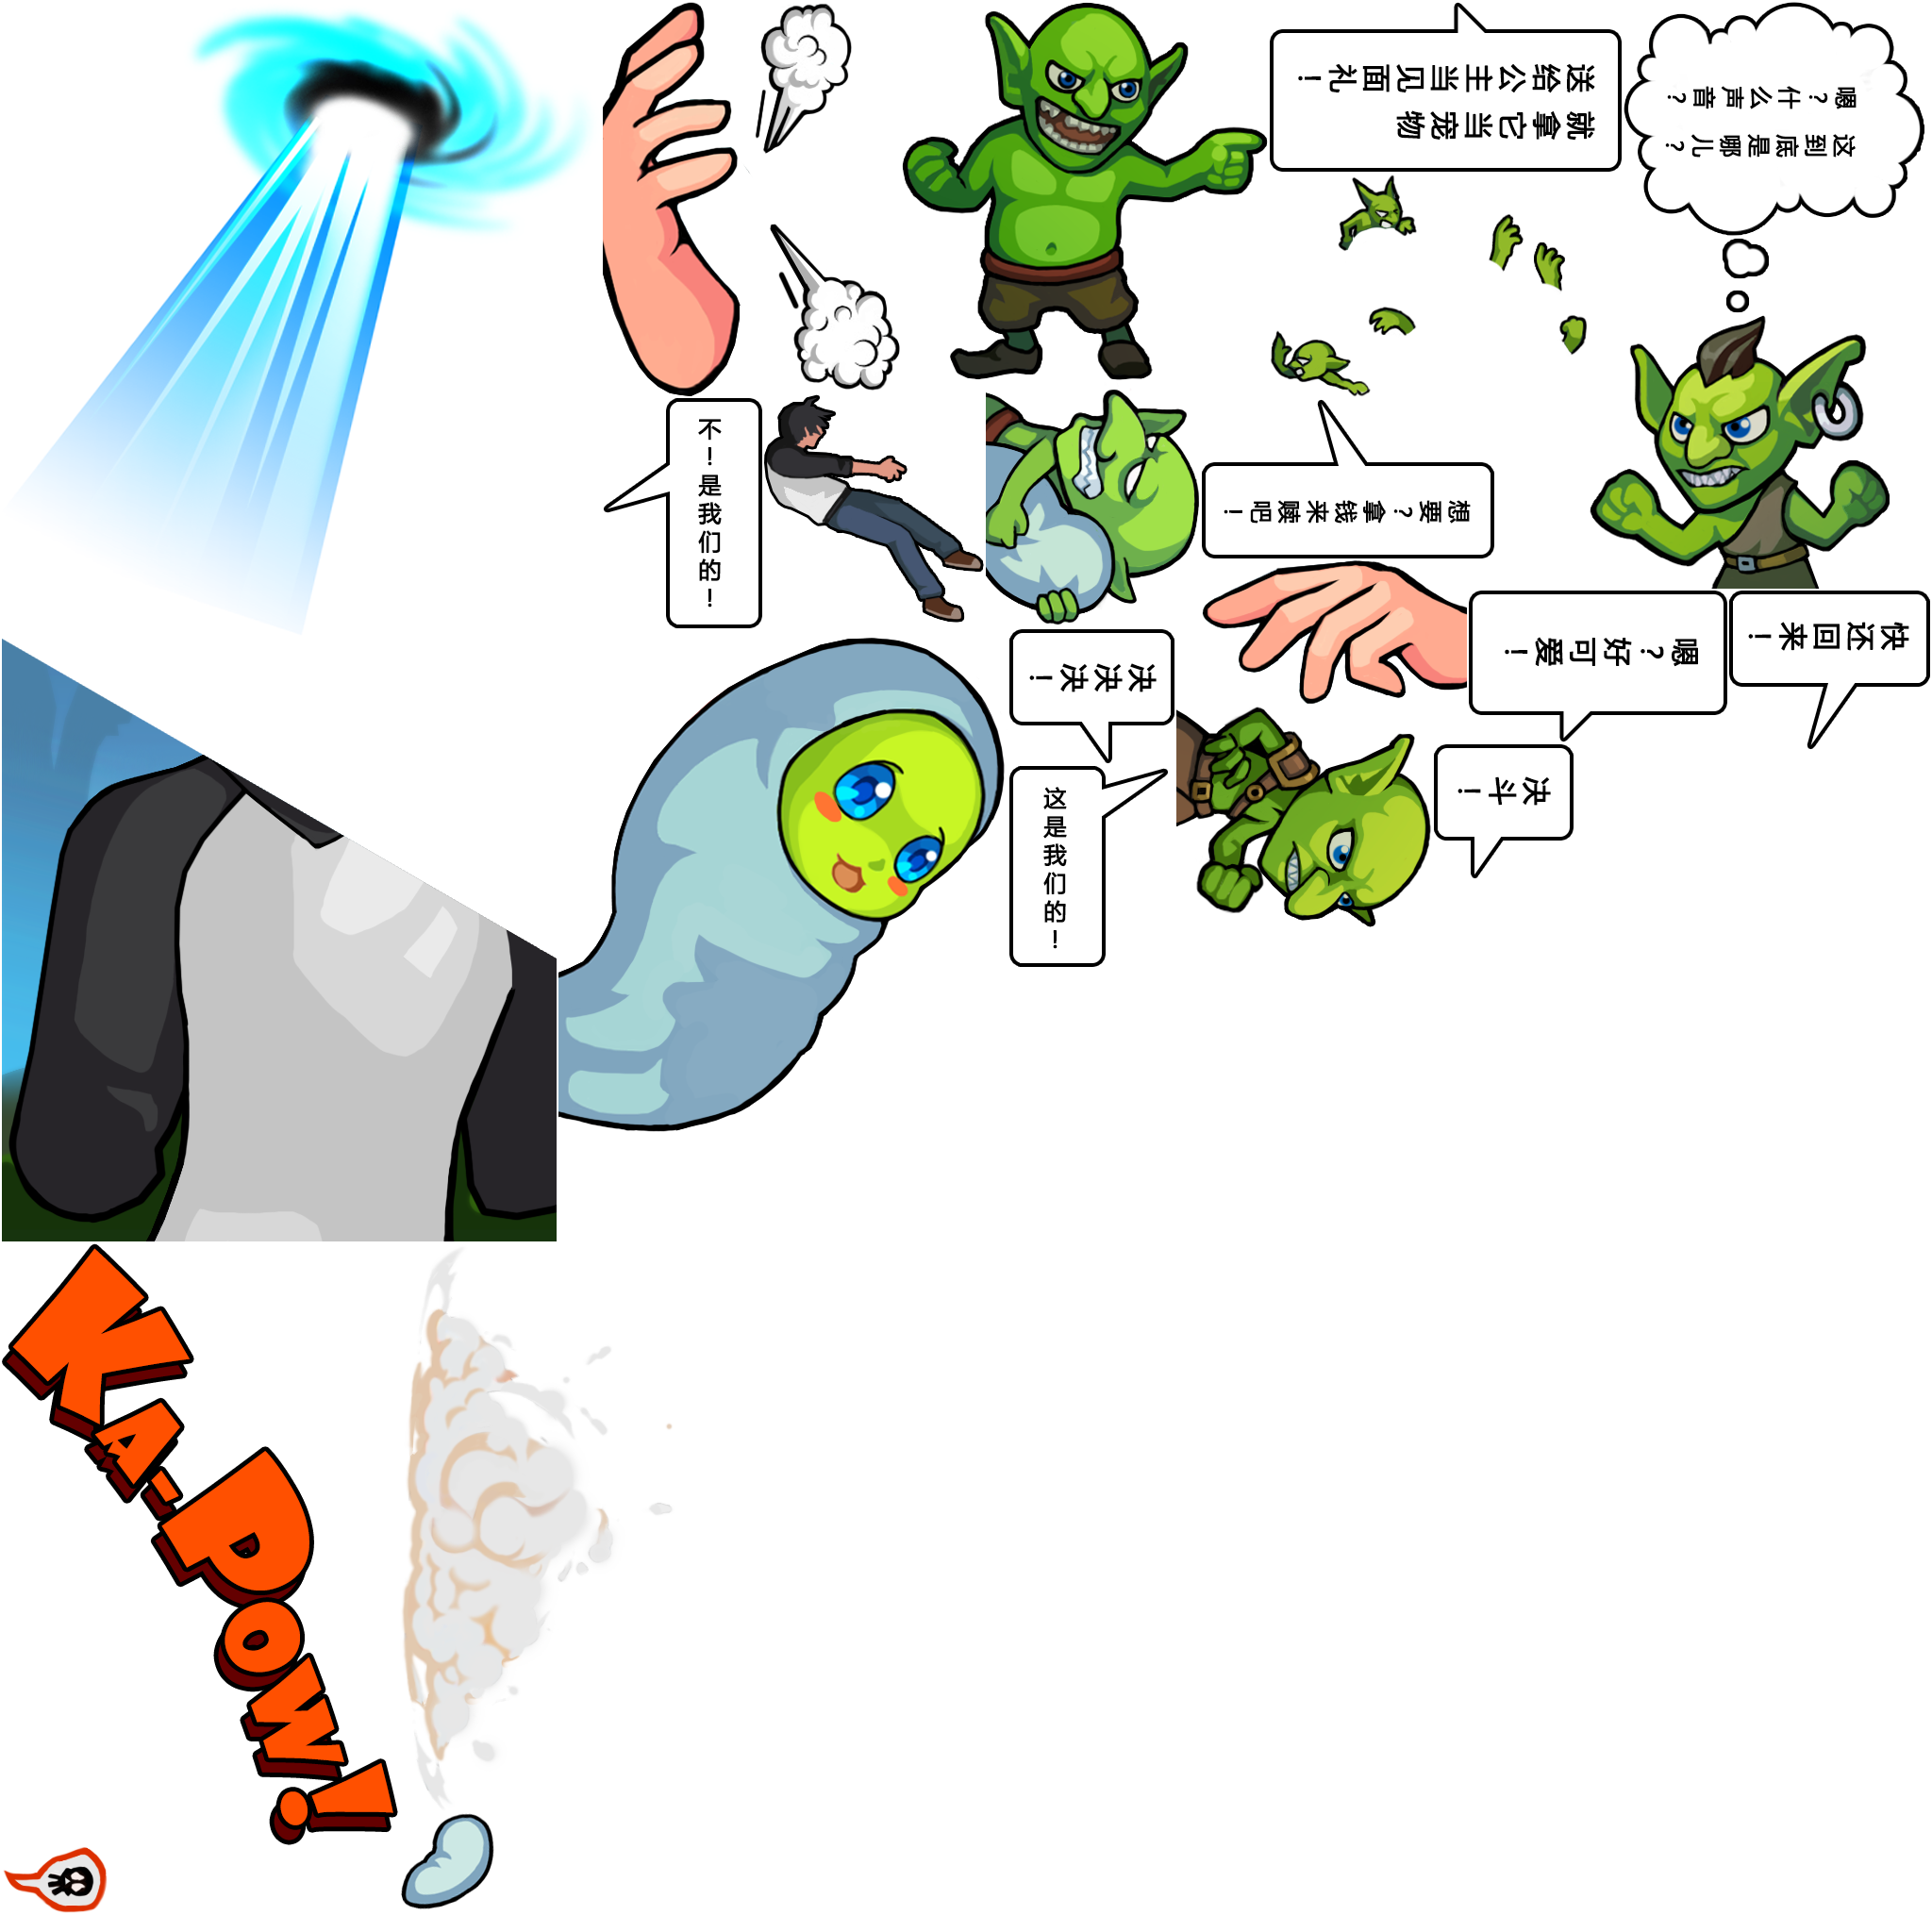 就拿它当宠物
送给公主当见面礼！
这到底是哪儿？
嗯？什么声音？
不！是我们的！
想要？拿钱来赎吧！
决决决！
嗯？好可爱！
快还回来！
这是我们的！
决斗！
KA-POW!